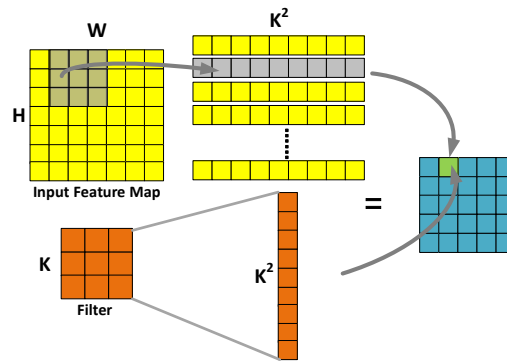 W
K²
H
Input Feature Map
=
K
K²
Filter